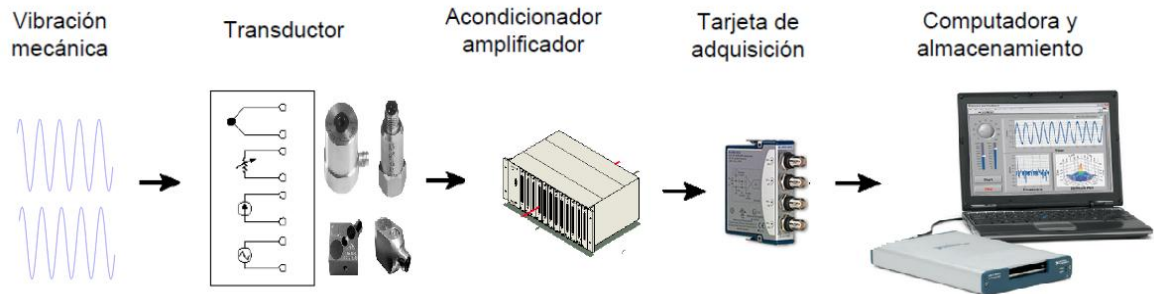 Vibración
mecánica
Transductor
Acondicionador
amplificador
Tarjeta de
adquisición
Computadora y
almacenamiento